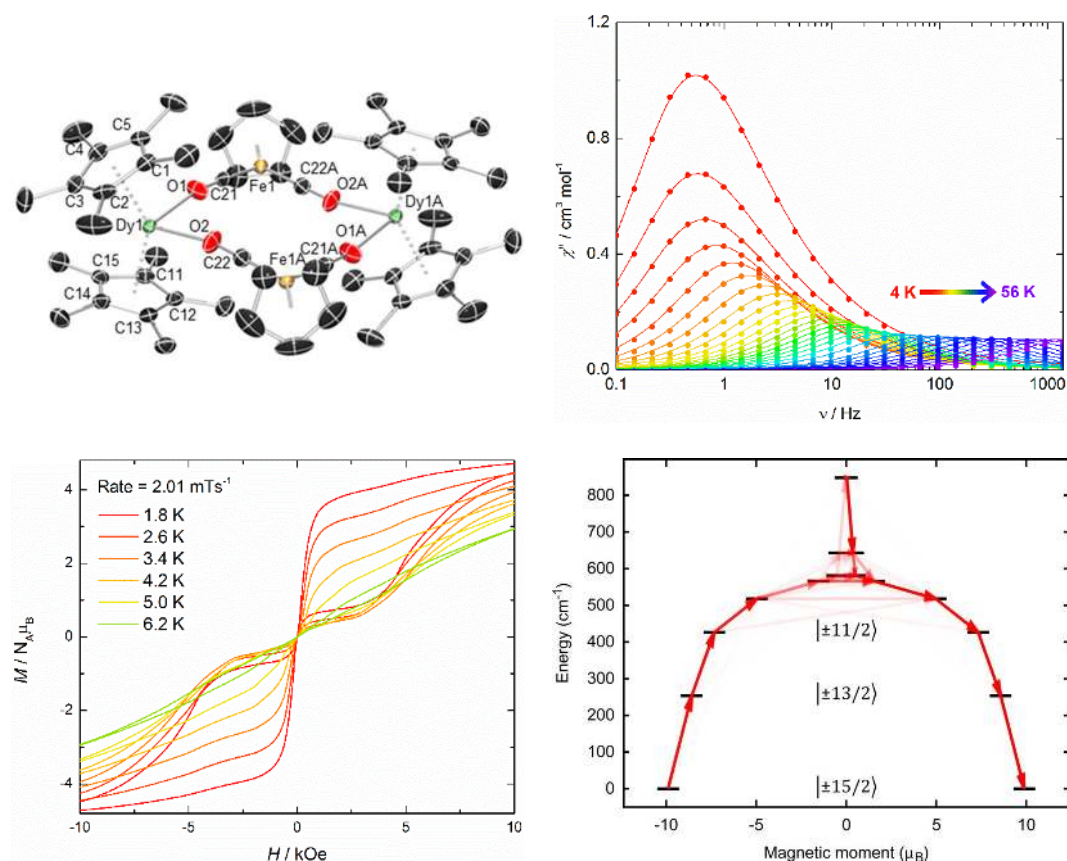 C5
C4
C1
C3
C2
O1
C21
Fe1
C22A
O2A
Dy1
Dy1A
O2
C22
Fe1A
C21A
O1A
C15
C11
C14
C12
C13
χ'' / cm³ mol⁻¹
1.2
0.8
0.4
0.0
4 K
56 K
0.1
1
10
100
1000
ν / Hz
M / N_Aμ_B
4
2
0
-2
-4
Rate = 2.01 mTs⁻¹
1.8 K
2.6 K
3.4 K
4.2 K
5.0 K
6.2 K
-10
-5
0
5
10
H / kOe
Energy (cm⁻¹)
800
700
600
500
400
300
200
100
0
|±11/2⟩
|±13/2⟩
|±15/2⟩
-10
-5
0
5
10
Magnetic moment (μ_B)